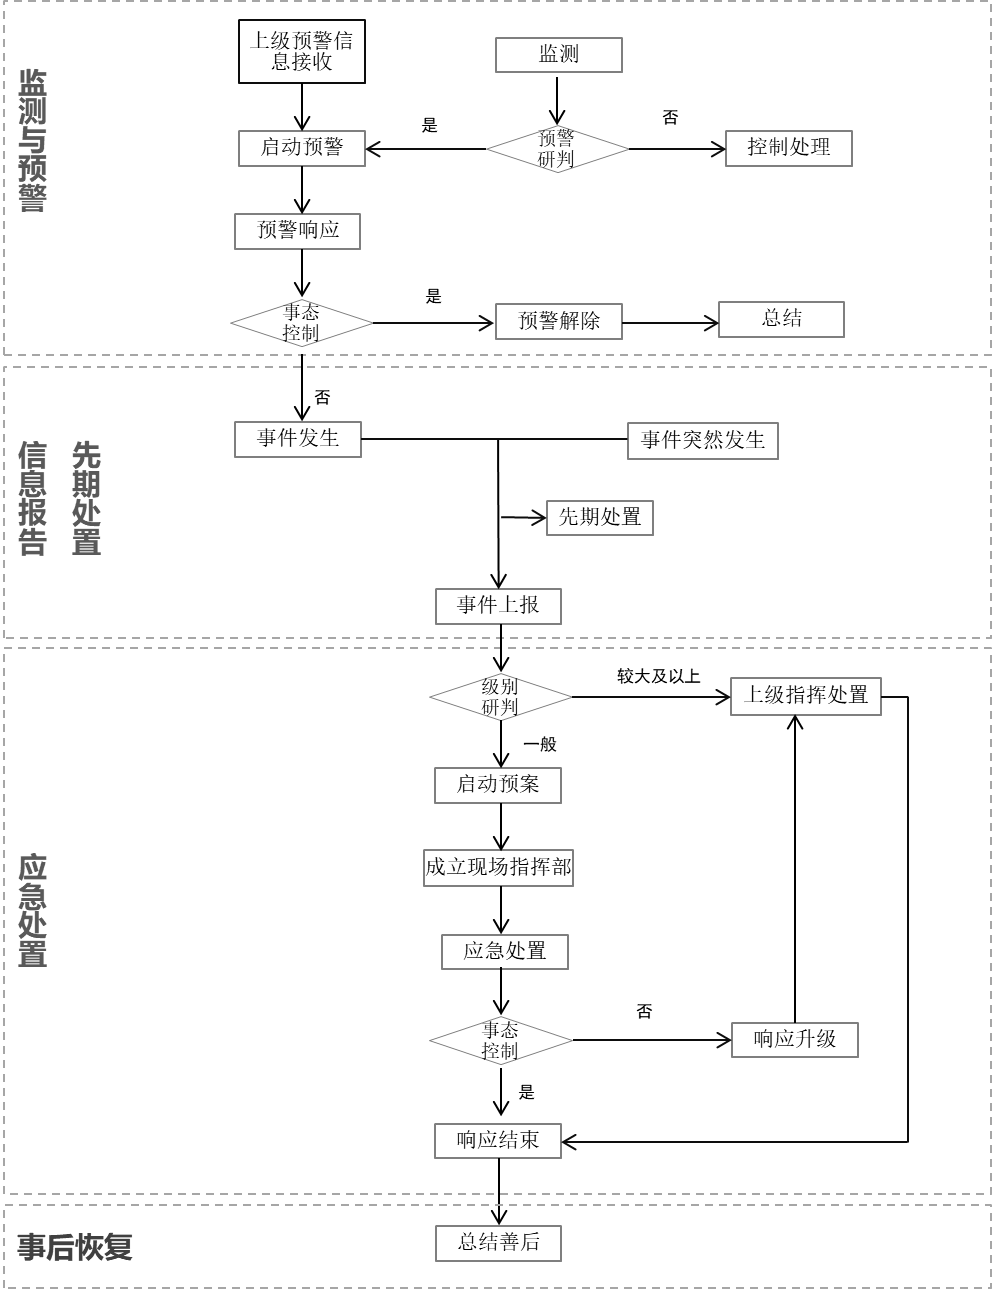 监测与预警
上级预警信
息接收
监测
启动预警
是
预警
研判
否
控制处理
预警响应
事态
控制
是
预警解除
总结
否
信息报告
先期处置
事件发生
事件突然发生
先期处置
事件上报
应急处置
级别
研判
较大及以上
上级指挥处置
一般
启动预案
成立现场指挥部
应急处置
事态
控制
否
响应升级
是
响应结束
事后恢复
总结善后